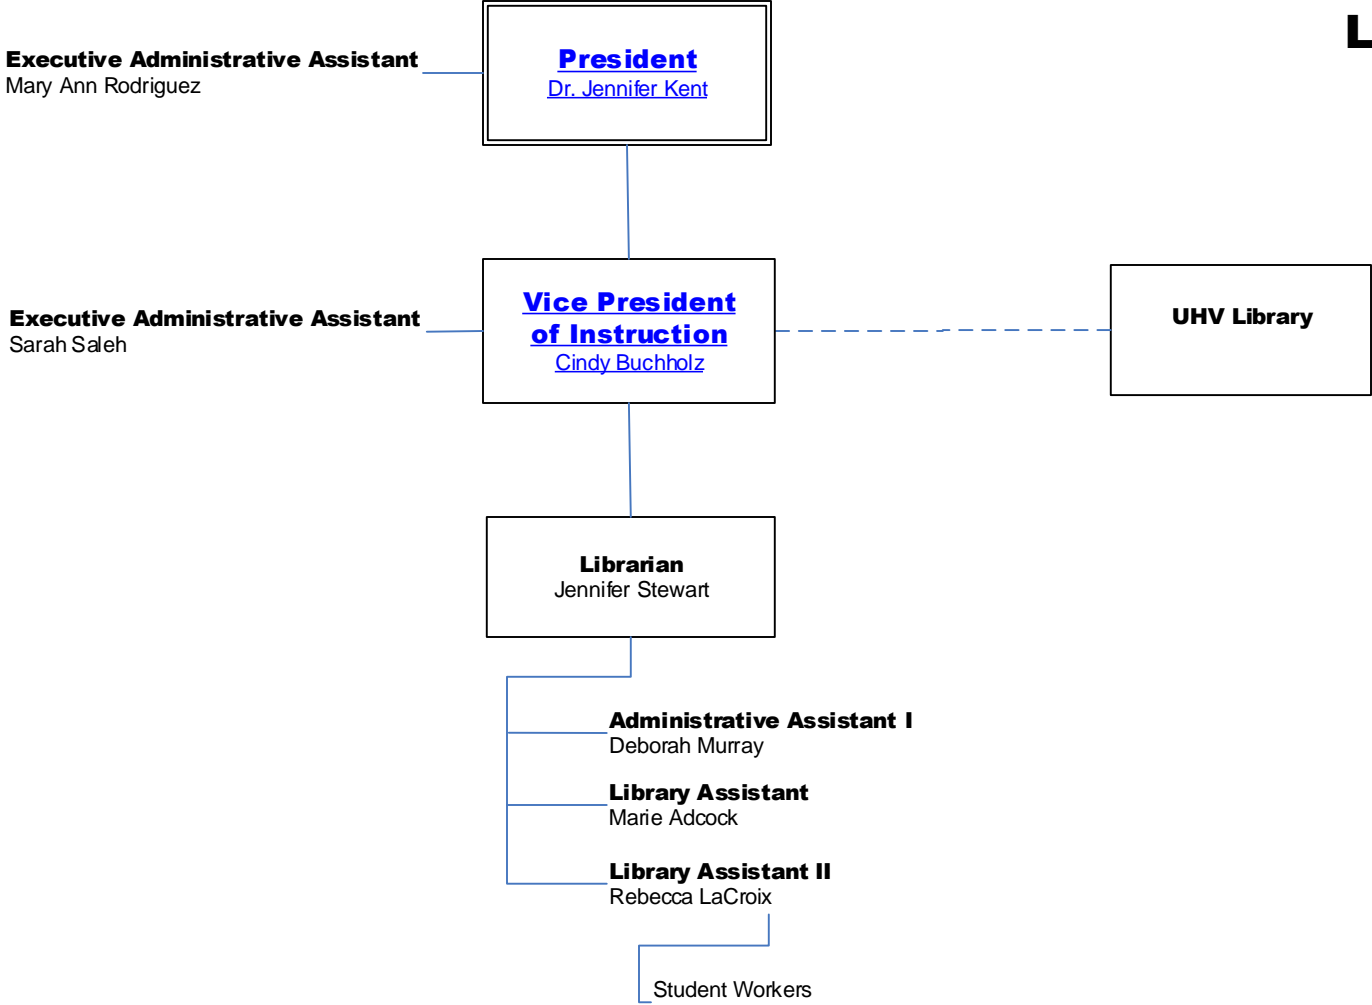 L
Executive Administrative Assistant
Mary Ann Rodriguez
President
Dr. Jennifer Kent
Executive Administrative Assistant
Sarah Saleh
Vice President
of Instruction
Cindy Buchholz
UHV Library
Librarian
Jennifer Stewart
Administrative Assistant I
Deborah Murray
Library Assistant
Marie Adcock
Library Assistant II
Rebecca LaCroix
Student Workers